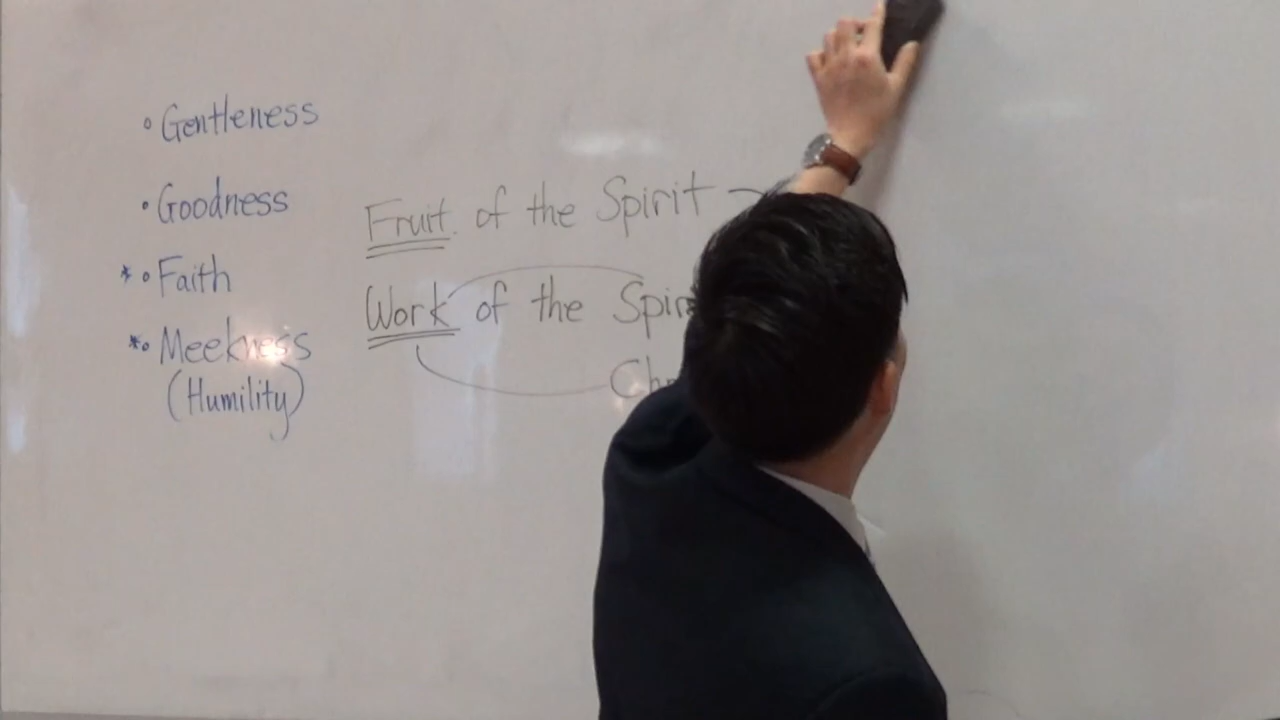 ° Gentleness
• Goodness
* ° Faith
* ° Meekness
(Humility)
Fruit of the Spirit →
Work of the